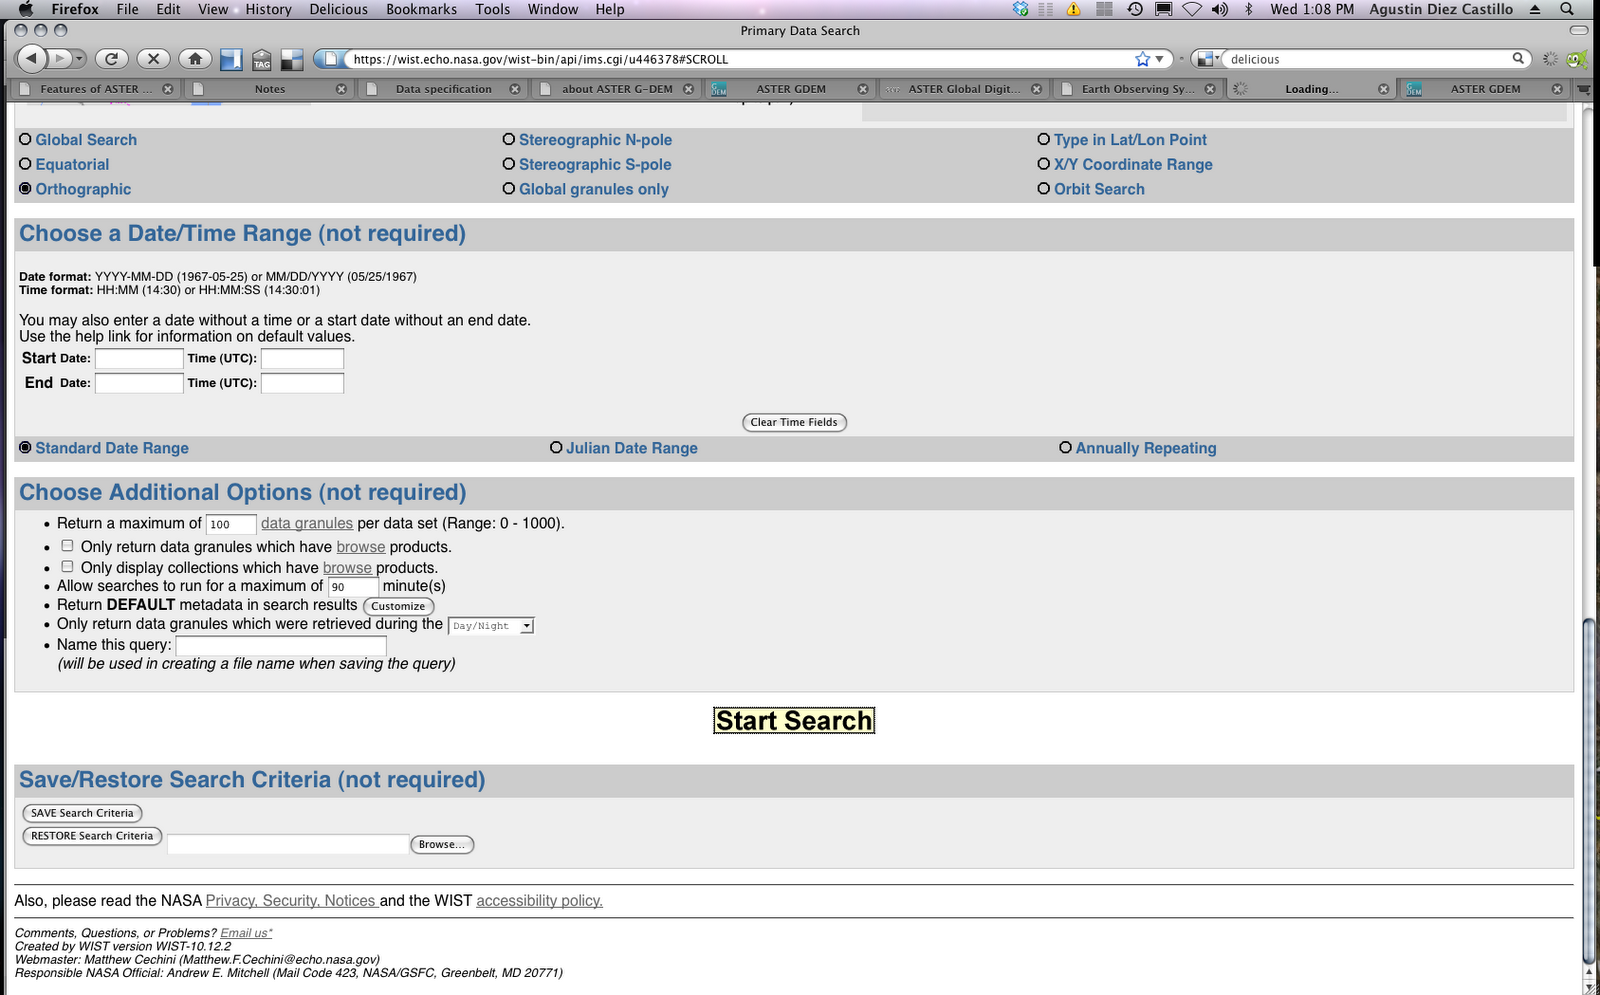 Firefox File Edit View History Delicious Bookmarks Tools Window Help Wed 1:08 PM Agustin Diez Castillo
Primary Data Search
TAG https://wist.echo.nasa.gov/wist-bin/api/ims.cgi/u446378#SCROLL delicious
Features of ASTER ... Notes Data specification about ASTER G-DEM ASTER GDEM ASTER Global Digit... Earth Observing Sy... Loading... ASTER GDEM
Global Search Stereographic N-pole Type in Lat/Lon Point
Equatorial Stereographic S-pole X/Y Coordinate Range
Orthographic Global granules only Orbit Search
Choose a Date/Time Range (not required)
Date format: YYYY-MM-DD (1967-05-25) or MM/DD/YYYY (05/25/1967)
Time format: HH:MM (14:30) or HH:MM:SS (14:30:01)
You may also enter a date without a time or a start date without an end date.
Use the help link for information on default values.
Start Date: Time (UTC):
End Date: Time (UTC):
Clear Time Fields
Standard Date Range Julian Date Range Annually Repeating
Choose Additional Options (not required)
• Return a maximum of 100 data granules per data set (Range: 0 - 1000).
• Only return data granules which have browse products.
• Only display collections which have browse products.
• Allow searches to run for a maximum of 90 minute(s)
• Return DEFAULT metadata in search results Customize
• Only return data granules which were retrieved during the Day/Night
• Name this query:
(will be used in creating a file name when saving the query)
Start Search
Save/Restore Search Criteria (not required)
SAVE Search Criteria
RESTORE Search Criteria Browse...
Also, please read the NASA Privacy, Security, Notices and the WIST accessibility policy.
Comments, Questions, or Problems? Email us*
Created by WIST version WIST-10.12.2
Webmaster: Matthew Cechini (Matthew.F.Cechini@echo.nasa.gov)
Responsible NASA Official: Andrew E. Mitchell (Mail Code 423, NASA/GSFC, Greenbelt, MD 20771)